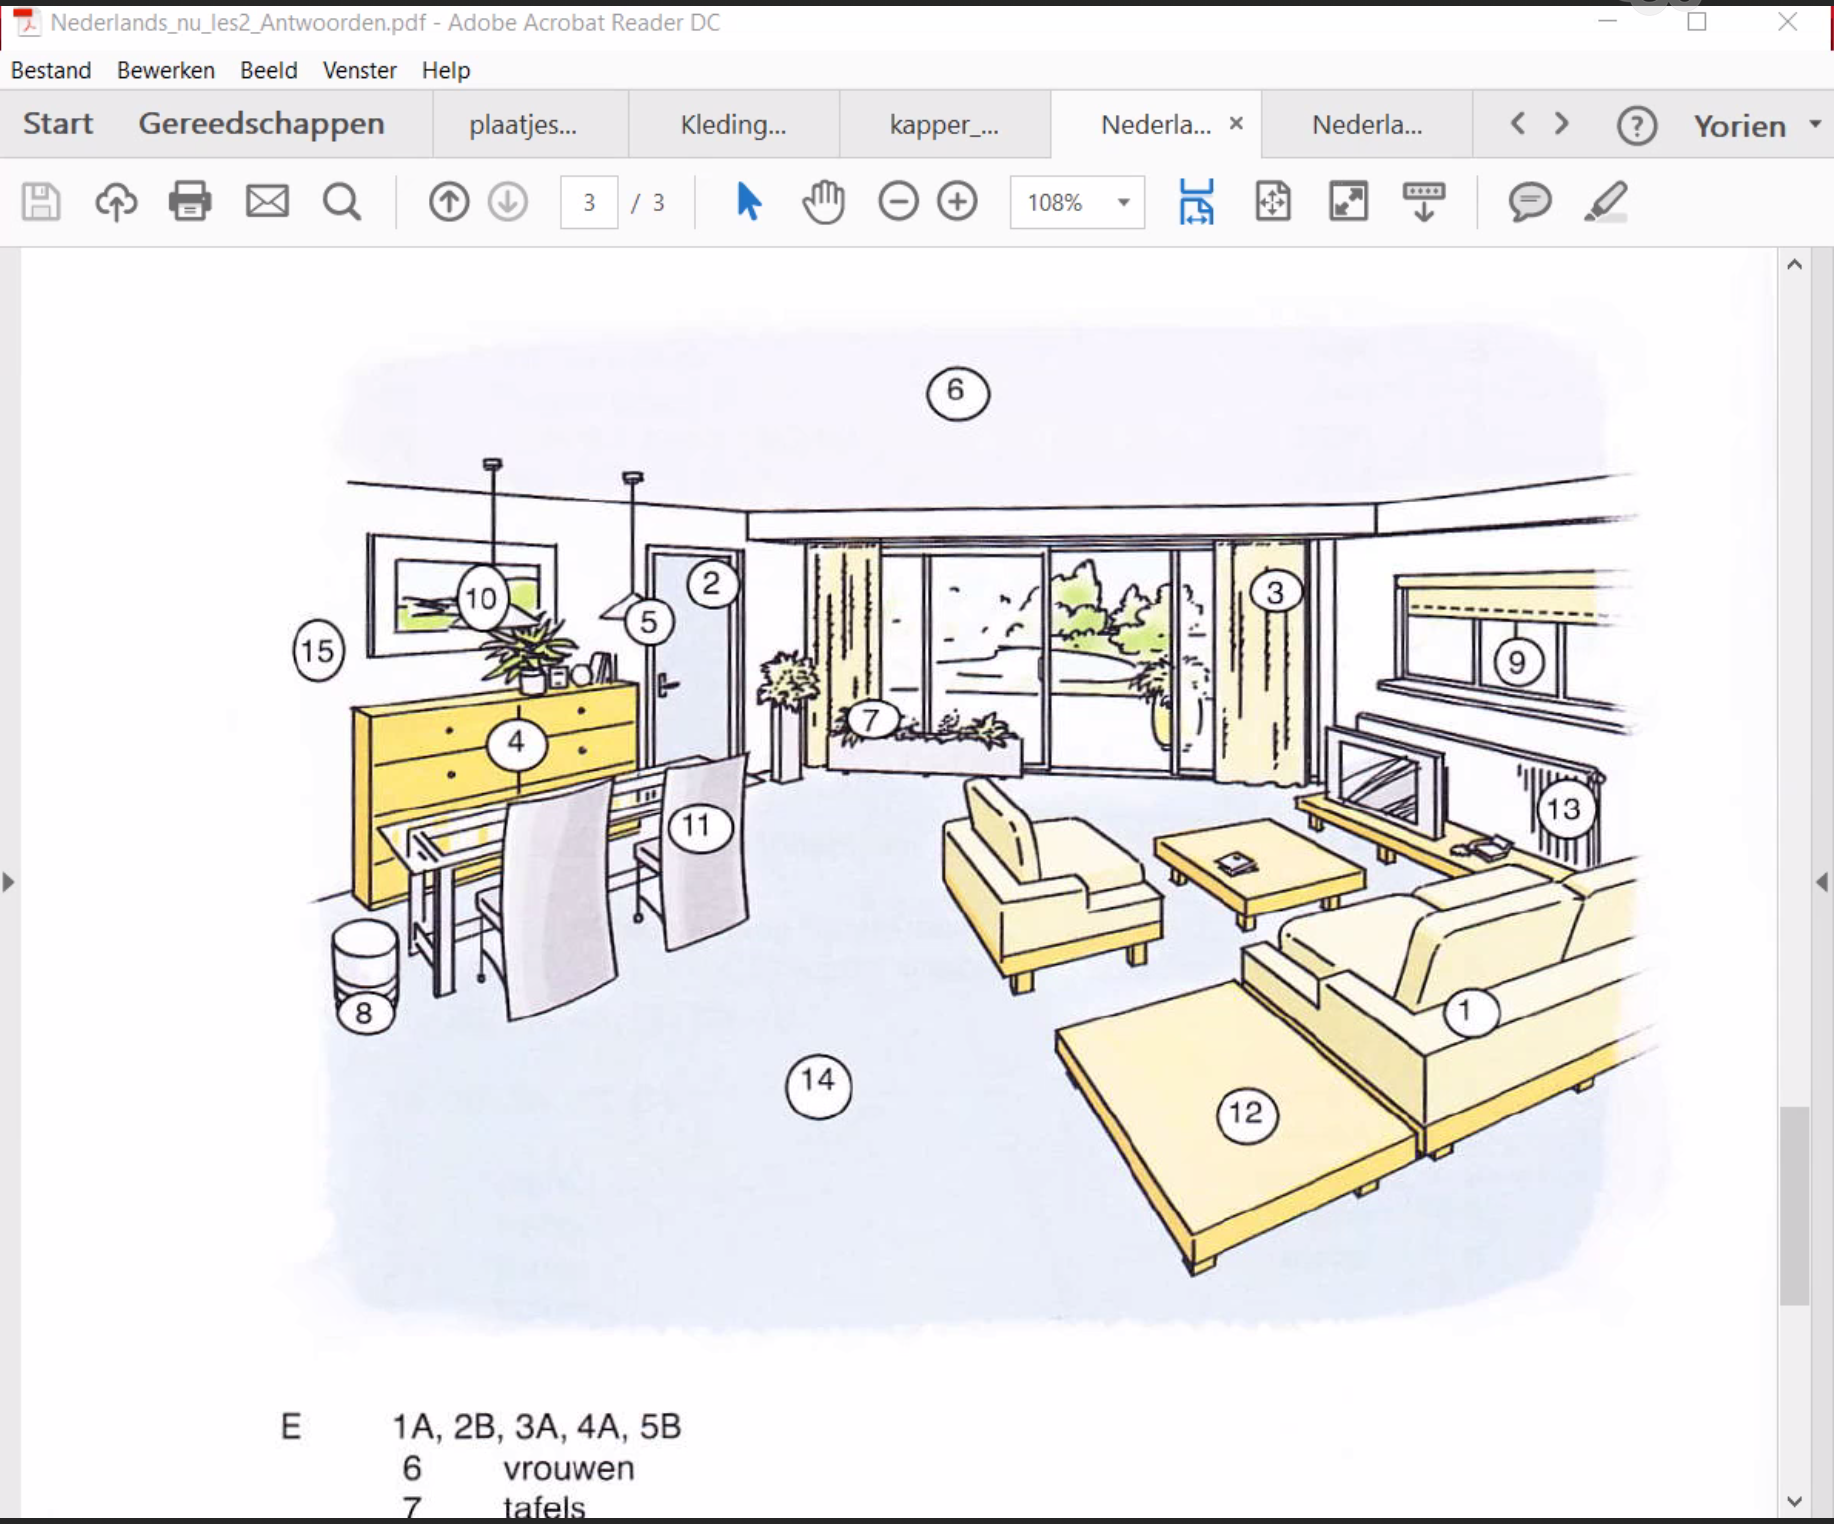 Nederlands_nu_les2_Antwoorden.pdf - Adobe Acrobat Reader DC
Bestand Bewerken Beeld Venster Help
Start Gereedschappen plaatjes... Kleding... kapper_-... Nederla... × Nederla... ? Yorien
3 / 3 108%
6
10 2 3
5
15
9
7
4
13
11
8 1
14
12
E 1A, 2B, 3A, 4A, 5B
6 vrouwen
7 tafels